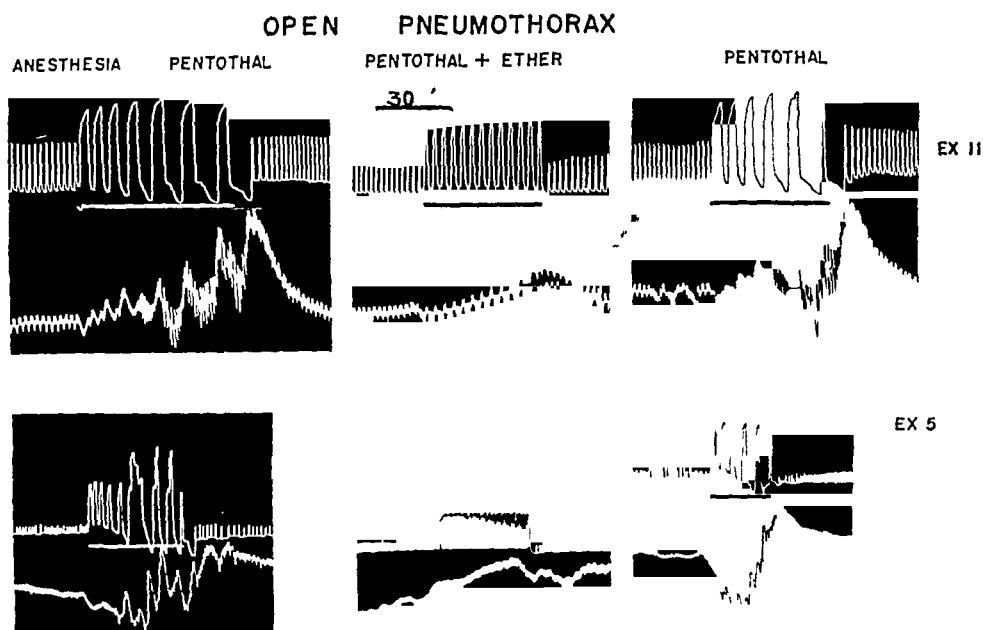 OPEN PNEUMOTHORAX
ANESTHESIA PENTOTHAL PENTOTHAL + ETHER PENTOTHAL
30 '
EX 11
EX 5